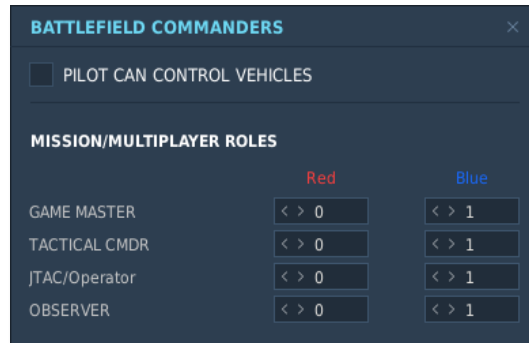 BATTLEFIELD COMMANDERS ×
PILOT CAN CONTROL VEHICLES
MISSION/MULTIPLAYER ROLES
Red Blue
GAME MASTER < > 0 < > 1
TACTICAL CMDR < > 0 < > 1
JTAC/Operator < > 0 < > 1
OBSERVER < > 0 < > 1